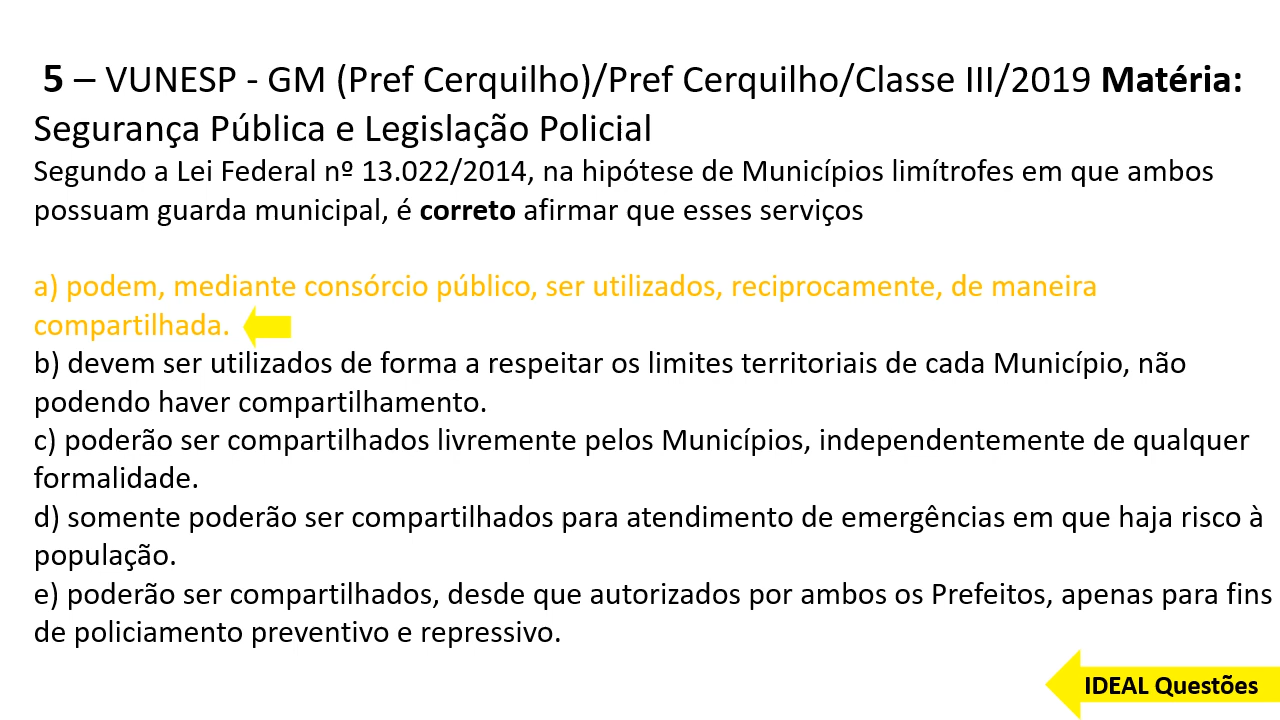 5 – VUNESP - GM (Pref Cerquilho)/Pref Cerquilho/Classe III/2019 Matéria:
Segurança Pública e Legislação Policial
Segundo a Lei Federal nº 13.022/2014, na hipótese de Municípios limítrofes em que ambos
possuam guarda municipal, é correto afirmar que esses serviços
a) podem, mediante consórcio público, ser utilizados, reciprocamente, de maneira
compartilhada.
b) devem ser utilizados de forma a respeitar os limites territoriais de cada Município, não
podendo haver compartilhamento.
c) poderão ser compartilhados livremente pelos Municípios, independentemente de qualquer
formalidade.
d) somente poderão ser compartilhados para atendimento de emergências em que haja risco à
população.
e) poderão ser compartilhados, desde que autorizados por ambos os Prefeitos, apenas para fins
de policiamento preventivo e repressivo.
IDEAL Questões